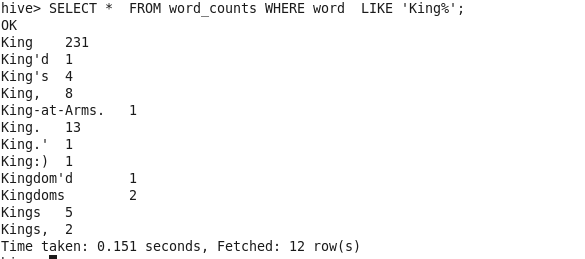 hive> SELECT *  FROM word_counts WHERE word  LIKE 'King%';
OK
King    231
King'd  1
King's  4
King,   8
King-at-Arms.   1
King.   13
King.'  1
King:)  1
Kingdom'd       1
Kingdoms        2
Kings   5
Kings,  2
Time taken: 0.151 seconds, Fetched: 12 row(s)